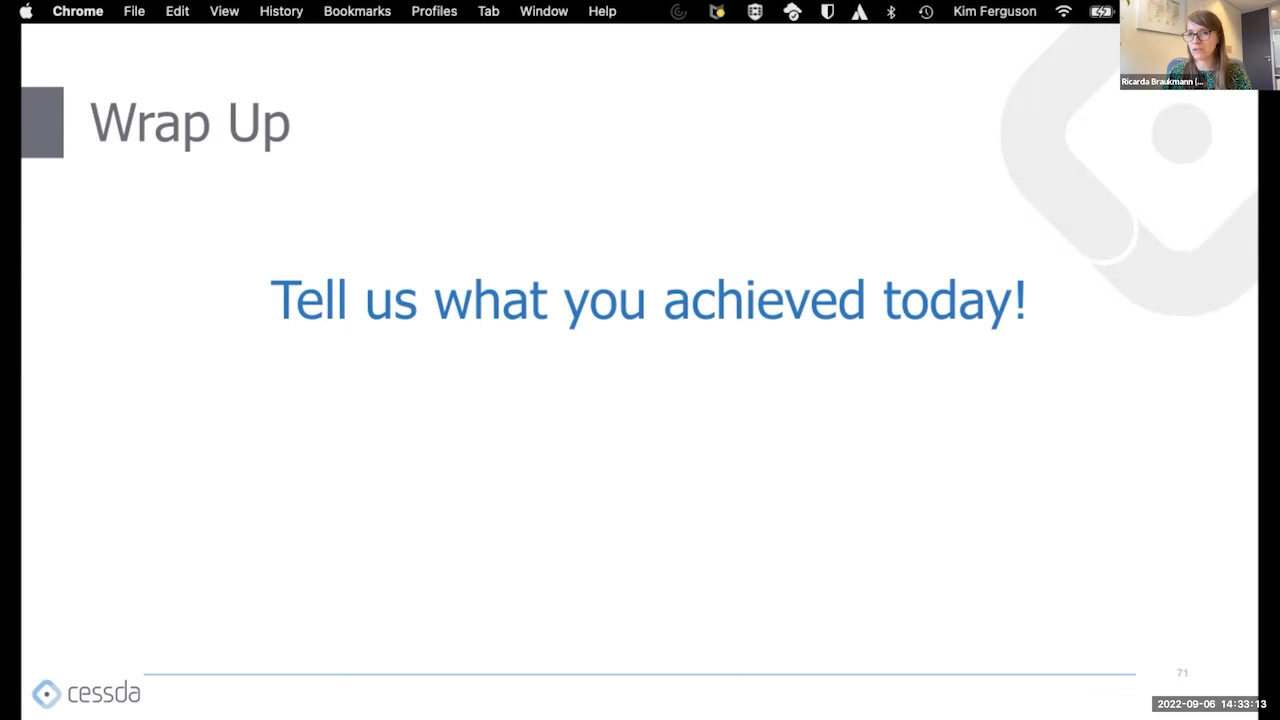 Chrome File Edit View History Bookmarks Profiles Tab Window Help Kim Ferguson
Ricarda Braukmann (...
Wrap Up
Tell us what you achieved today!
71
cessda
2022-09-06 14:33:13